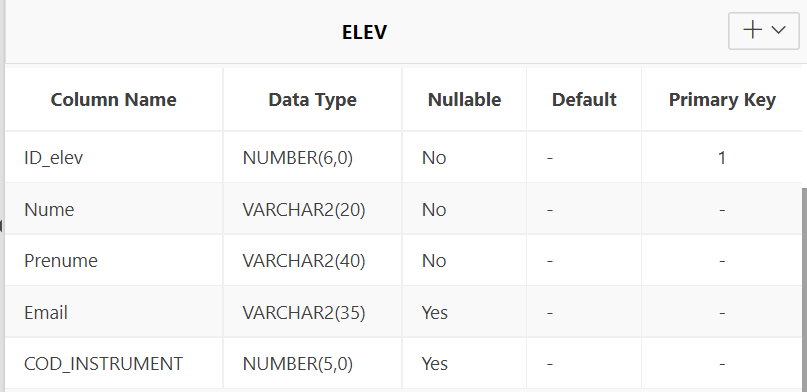 ELEV
Column Name Data Type Nullable Default Primary Key
ID_elev NUMBER(6,0) No - 1
Nume VARCHAR2(20) No - -
Prenume VARCHAR2(40) No - -
Email VARCHAR2(35) Yes - -
COD_INSTRUMENT NUMBER(5,0) Yes - -